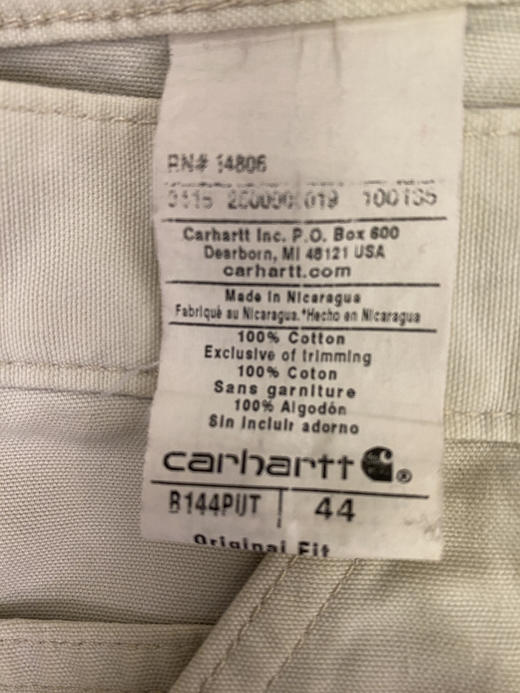 RN# 14806
019
Carhartt Inc. P.O. Box 600
Dearborn, MI 48121 USA
carhartt.com
Made in Nicaragua
Fabriqué au Nicaragua.*Hecho en Nicaragua
100% Cotton
Exclusive of trimming
100% Coton
Sans garniture
100% Algodón
Sin incluir adorno
carhartt ®
B144PUT | 44
Original Fit